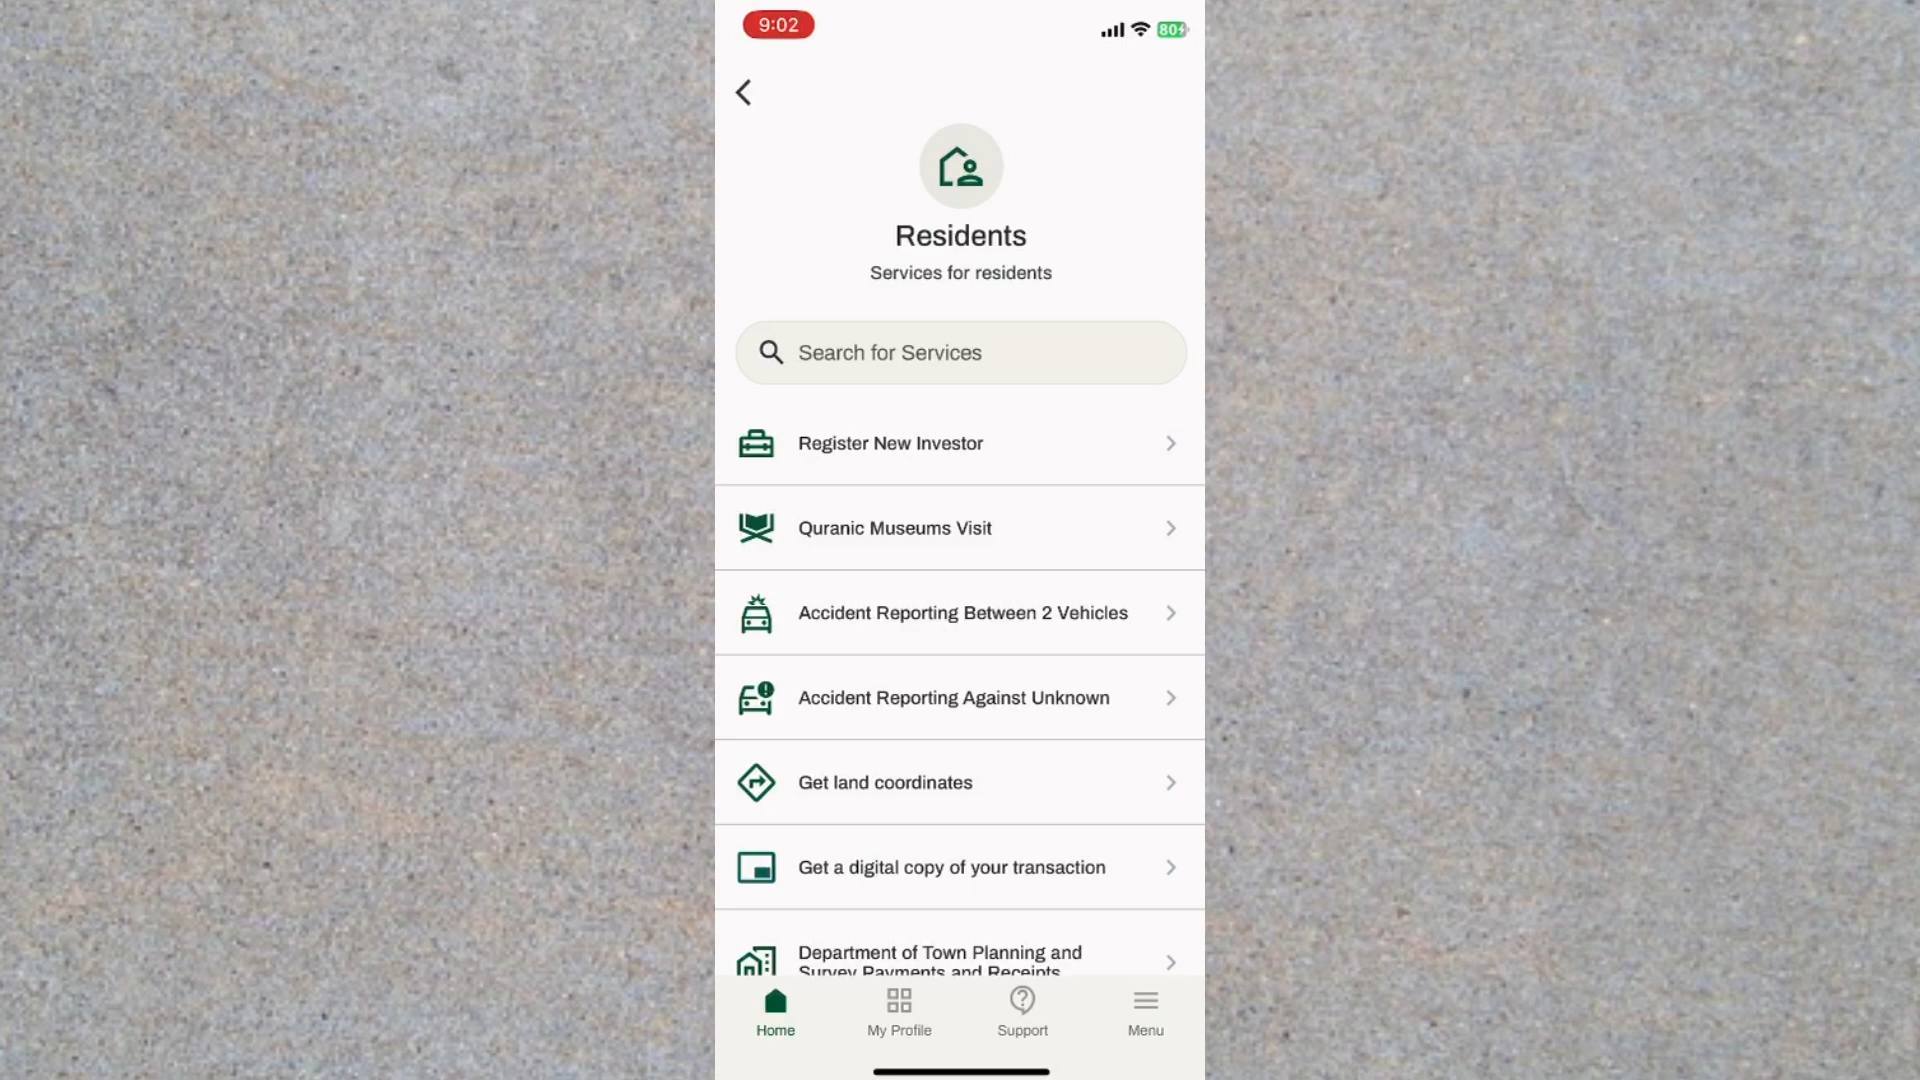 9:02
80
Residents
Services for residents
Search for Services
Register New Investor
Quranic Museums Visit
Accident Reporting Between 2 Vehicles
Accident Reporting Against Unknown
Get land coordinates
Get a digital copy of your transaction
Department of Town Planning and
Survey Payments and Receipts
Home
My Profile
Support
Menu